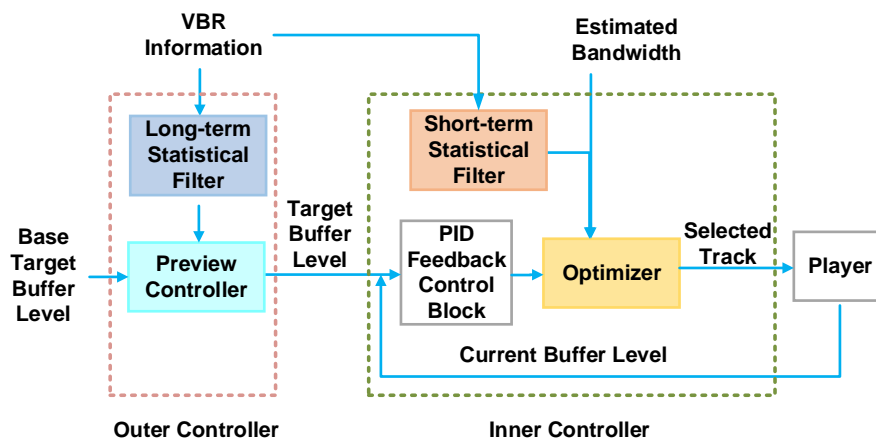 VBR
Information
Estimated
Bandwidth
Long-term
Statistical
Filter
Short-term
Statistical
Filter
Base
Target
Buffer
Level
Preview
Controller
Target
Buffer
Level
PID
Feedback
Control
Block
Optimizer
Selected
Track
Player
Current Buffer Level
Outer Controller
Inner Controller